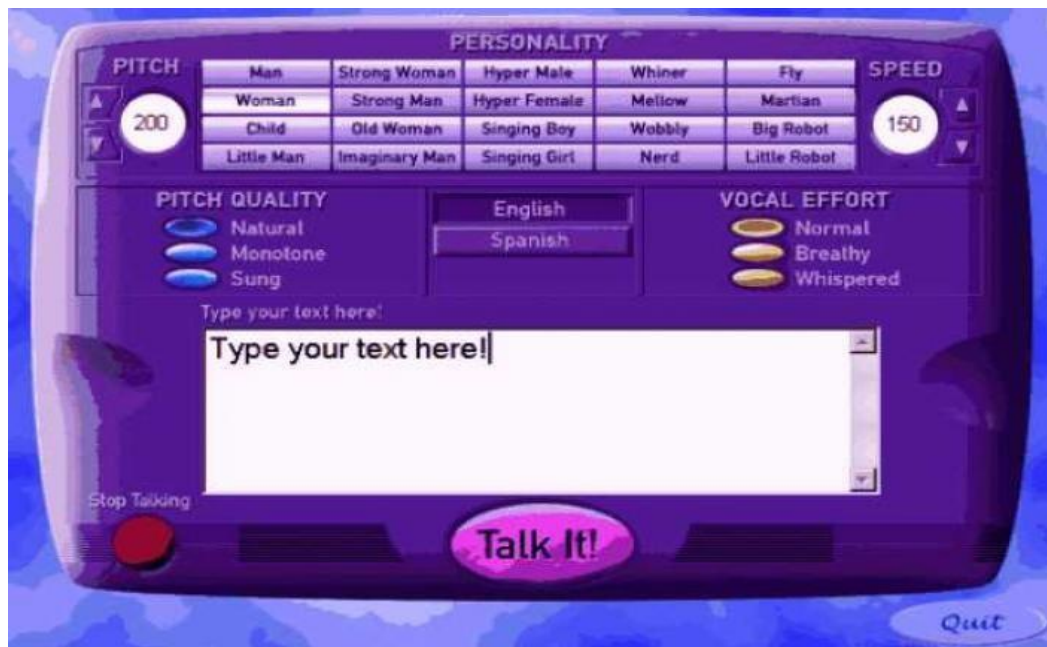 PERSONALITY
PITCH
SPEED
Man Strong Woman Hyper Male Whiner Fly
Woman Strong Man Hyper Female Mellow Martian
200
150
Child Old Woman Singing Boy Wobbly Big Robot
Little Man Imaginary Man Singing Girl Nerd Little Robot
PITCH QUALITY
Natural
Monotone
Sung
English
Spanish
VOCAL EFFORT
Normal
Breathy
Whispered
Type your text here!
Type your text here!
Stop Talking
Talk It!
Quit